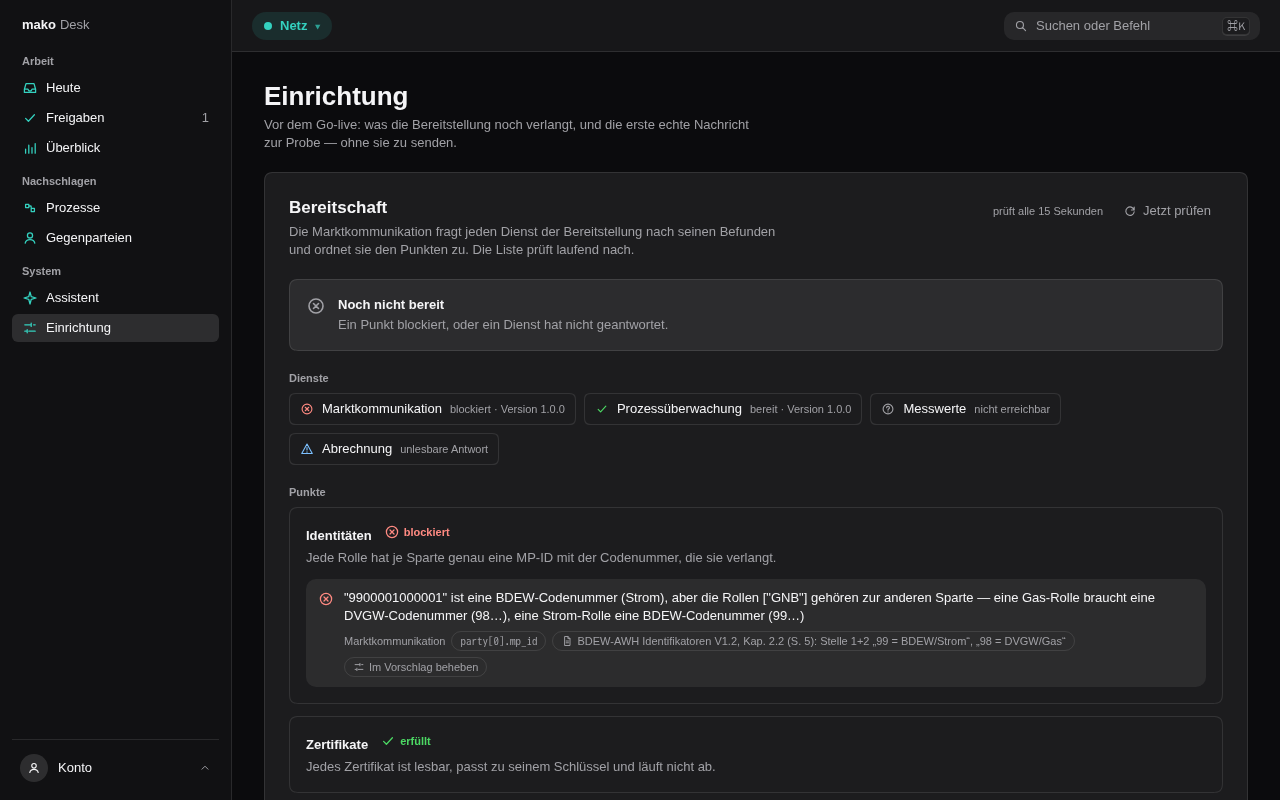 mako Desk
Netz
Suchen oder Befehl
⌘K
Arbeit
Heute
Freigaben 1
Überblick
Nachschlagen
Prozesse
Gegenparteien
System
Assistent
Einrichtung
Konto
Einrichtung
Vor dem Go-live: was die Bereitstellung noch verlangt, und die erste echte Nachricht
zur Probe — ohne sie zu senden.
Bereitschaft
prüft alle 15 Sekunden
Jetzt prüfen
Die Marktkommunikation fragt jeden Dienst der Bereitstellung nach seinen Befunden
und ordnet sie den Punkten zu. Die Liste prüft laufend nach.
Noch nicht bereit
Ein Punkt blockiert, oder ein Dienst hat nicht geantwortet.
Dienste
Marktkommunikation blockiert · Version 1.0.0
Prozessüberwachung bereit · Version 1.0.0
Messwerte nicht erreichbar
Abrechnung unlesbare Antwort
Punkte
Identitäten blockiert
Jede Rolle hat je Sparte genau eine MP-ID mit der Codenummer, die sie verlangt.
"9900001000001" ist eine BDEW-Codenummer (Strom), aber die Rollen ["GNB"] gehören zur anderen Sparte — eine Gas-Rolle braucht eine
DVGW-Codenummer (98…), eine Strom-Rolle eine BDEW-Codenummer (99…)
Marktkommunikation party[0].mp_id BDEW-AWH Identifikatoren V1.2, Kap. 2.2 (S. 5): Stelle 1+2 „99 = BDEW/Strom“, „98 = DVGW/Gas“
Im Vorschlag beheben
Zertifikate erfüllt
Jedes Zertifikat ist lesbar, passt zu seinem Schlüssel und läuft nicht ab.